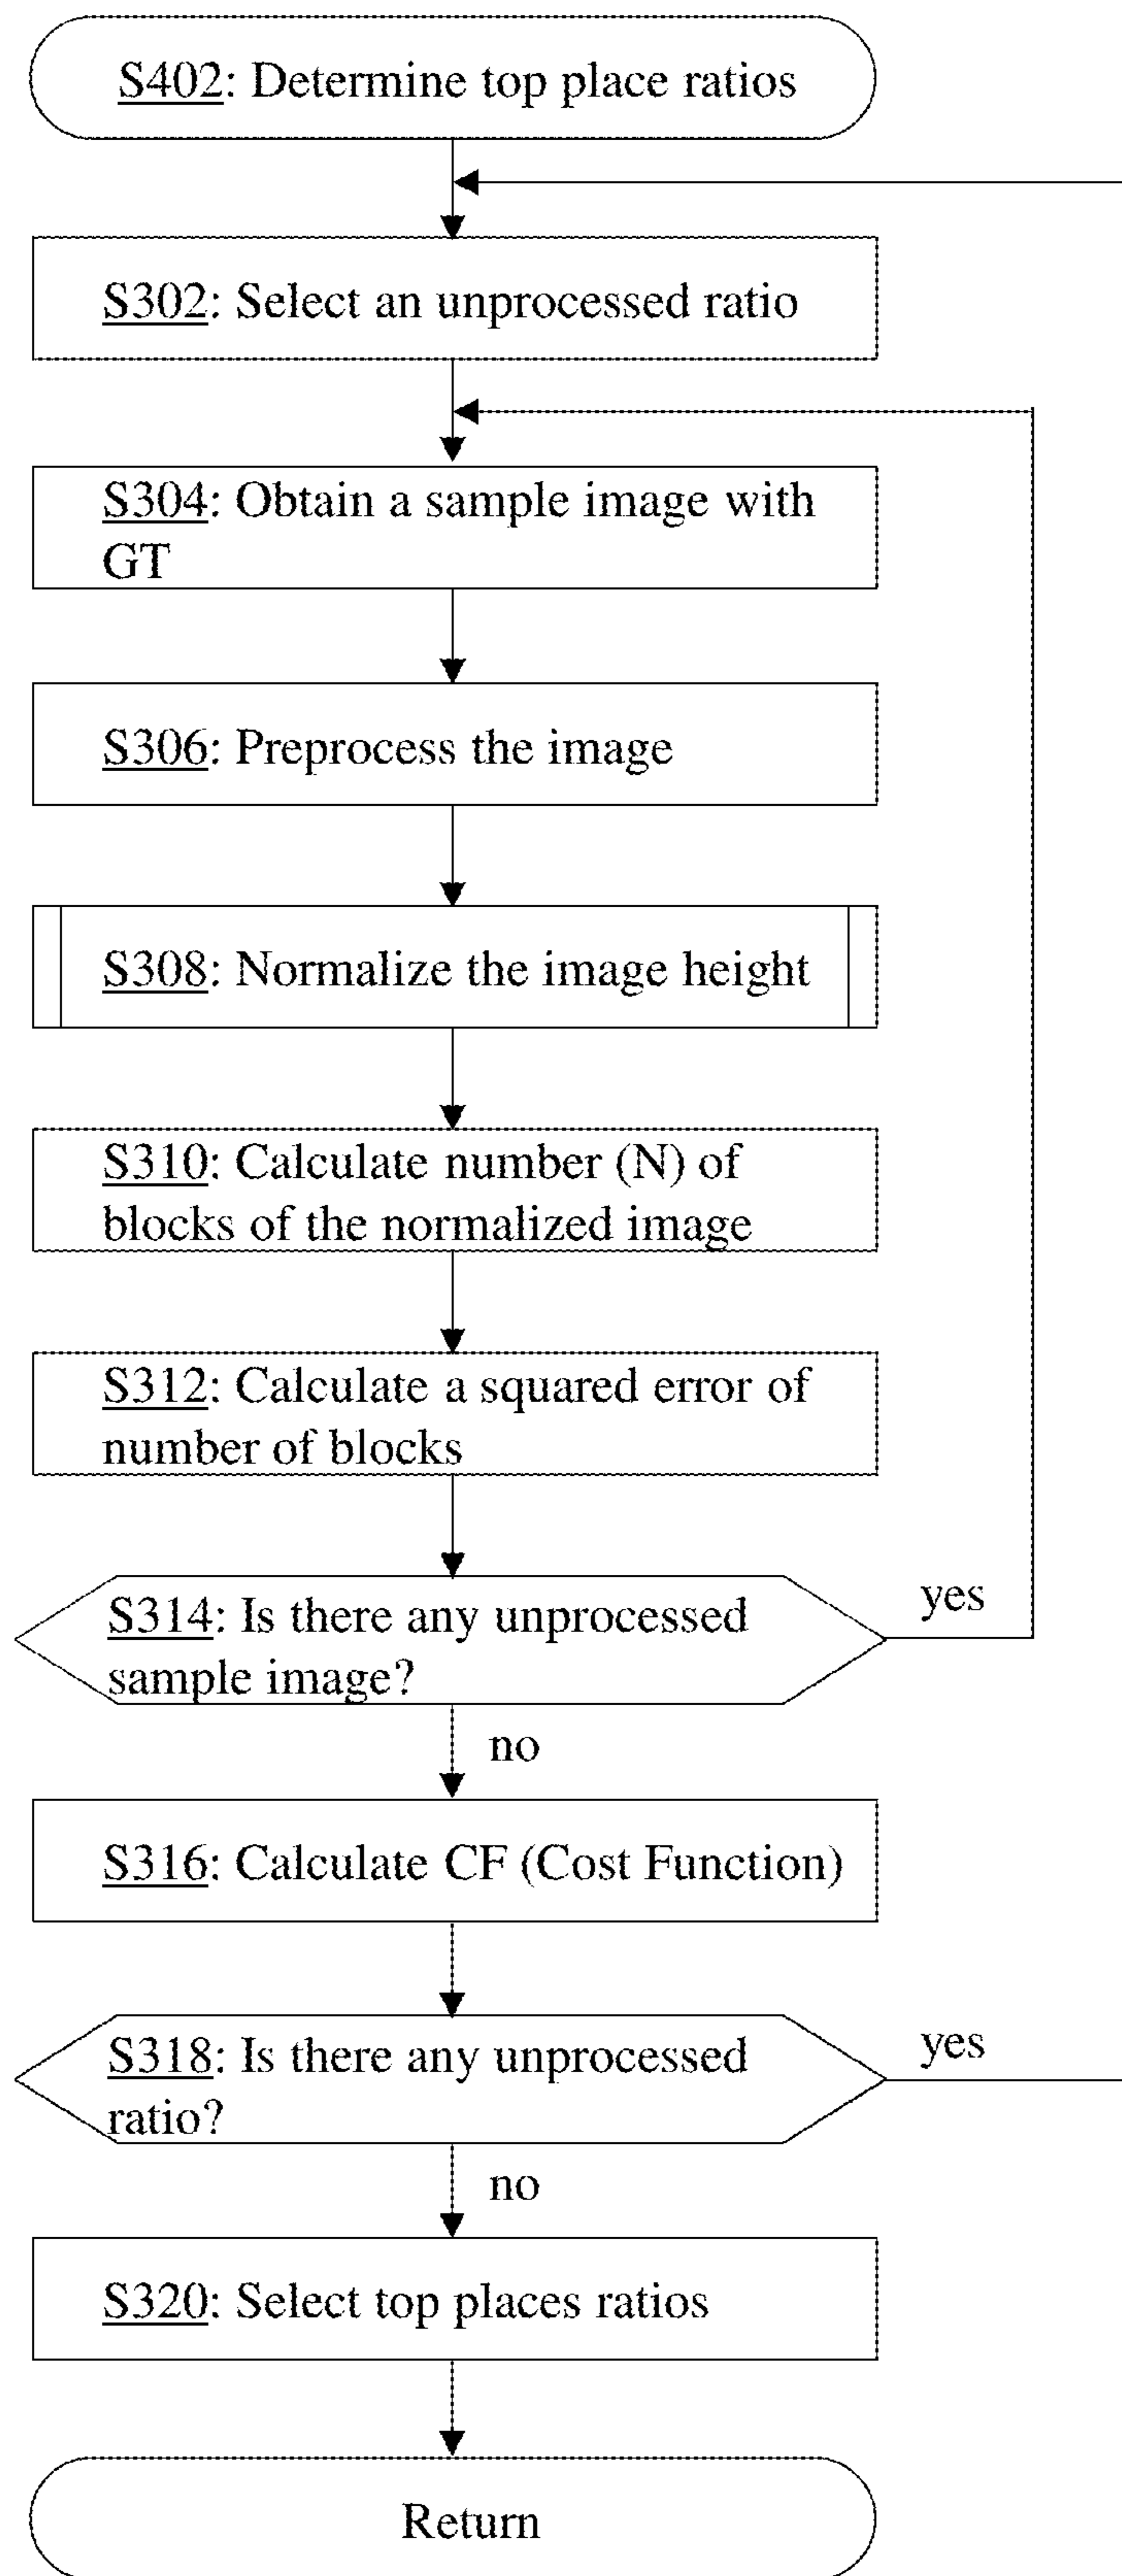 S402: Determine top place ratios
S302: Select an unprocessed ratio
S304: Obtain a sample image with
GT
S306: Preprocess the image
S308: Normalize the image height
S310: Calculate number (N) of
blocks of the normalized image
S312: Calculate a squared error of
number of blocks
S314: Is there any unprocessed
sample image?
yes
no
S316: Calculate CF (Cost Function)
S318: Is there any unprocessed
ratio?
yes
no
S320: Select top places ratios
Return